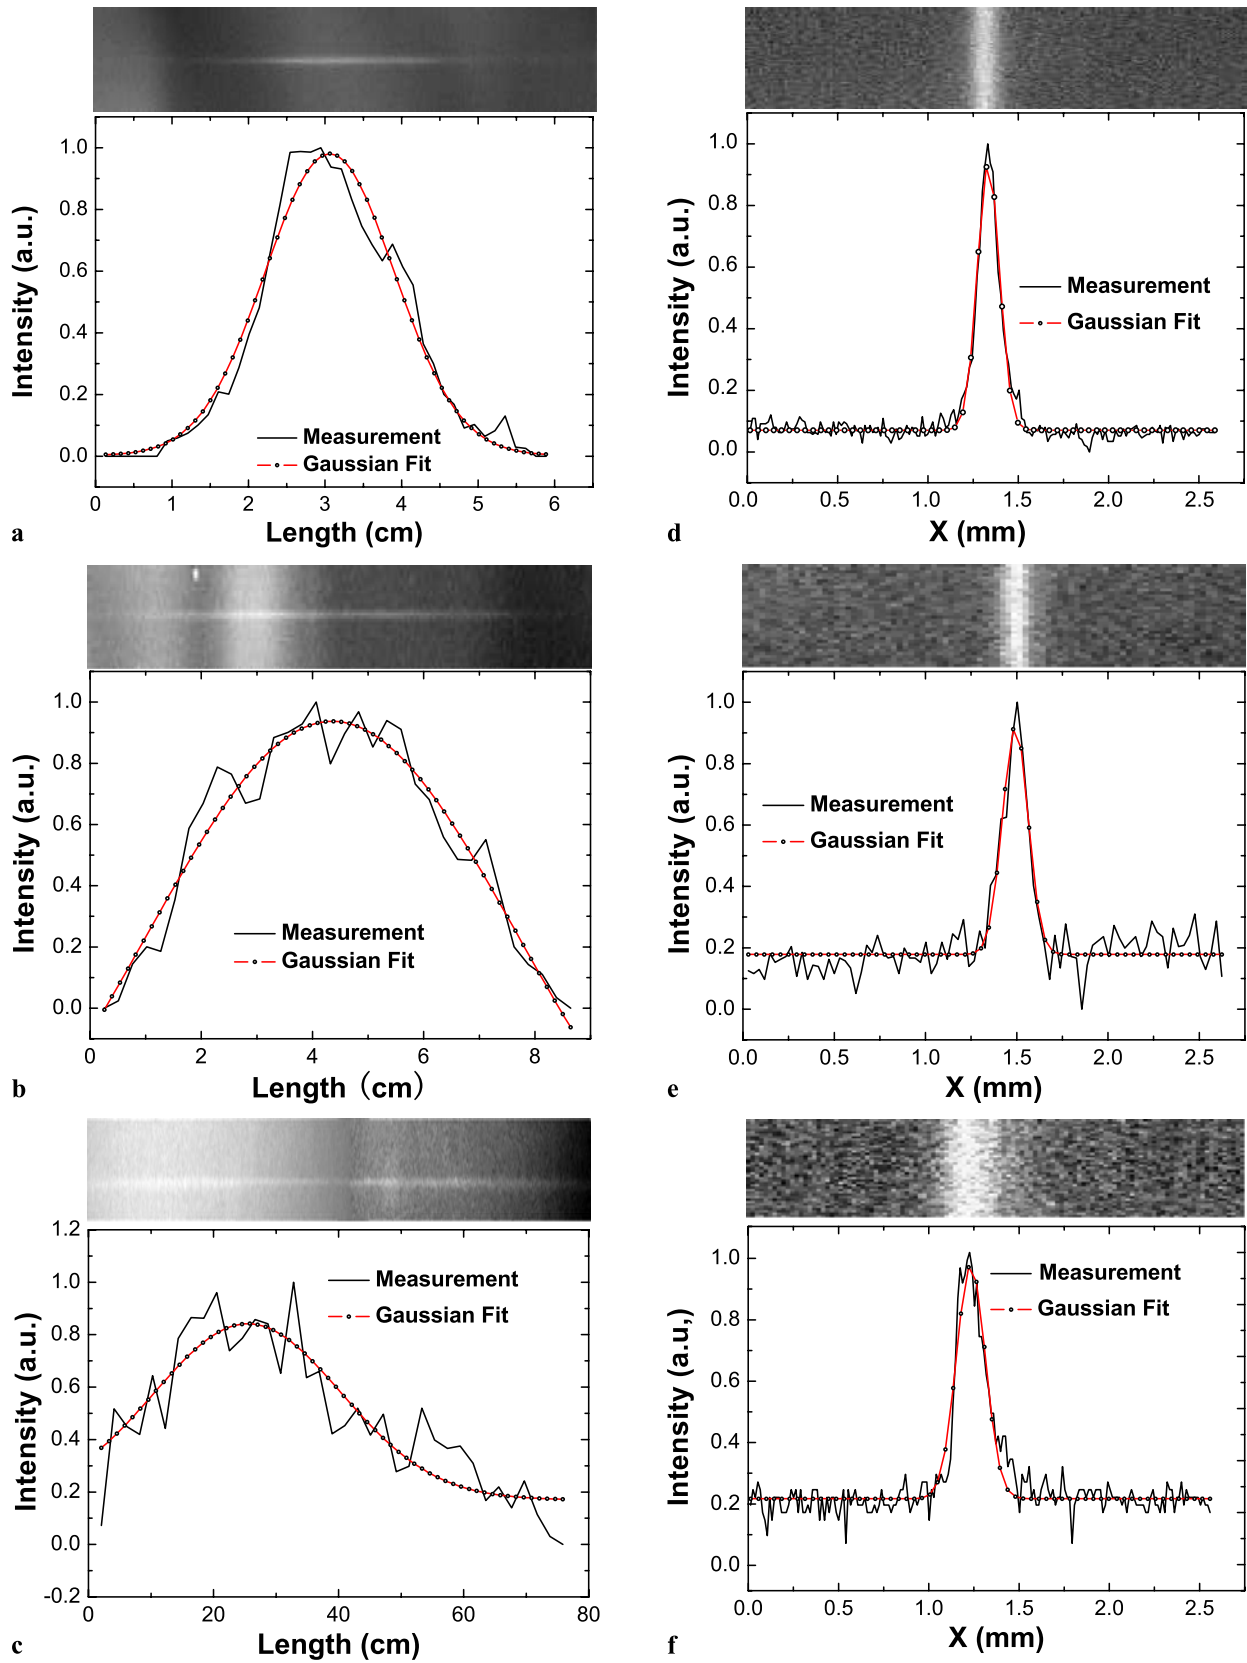 1.0
0.8
0.6
0.4
0.2
0.0
Intensity (a.u.)
Measurement
Gaussian Fit
0 1 2 3 4 5 6
Length (cm)
a
1.0
0.8
0.6
0.4
0.2
0.0
Intensity (a.u.)
Measurement
Gaussian Fit
0.0 0.5 1.0 1.5 2.0 2.5
X (mm)
d
1.0
0.8
0.6
0.4
0.2
0.0
Intensity (a.u.)
Measurement
Gaussian Fit
0 2 4 6 8
Length（cm）
b
1.0
0.8
0.6
0.4
0.2
0.0
Intensity (a.u.)
Measurement
Gaussian Fit
0.0 0.5 1.0 1.5 2.0 2.5
X (mm)
e
1.2
1.0
0.8
0.6
0.4
0.2
0.0
-0.2
Intensity (a.u.)
Measurement
Gaussian Fit
0 20 40 60 80
Length (cm)
c
1.0
0.8
0.6
0.4
0.2
0.0
Intensity (a.u,)
Measurement
Gaussian Fit
0.0 0.5 1.0 1.5 2.0 2.5
X (mm)
f